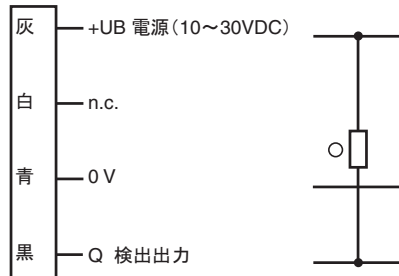 灰 +UB 電源(10～30VDC)
白 n.c.
青 0 V
黒 Q 検出出力